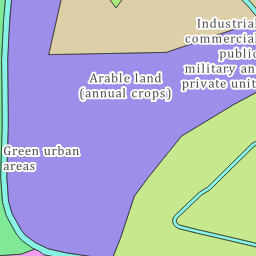 Industrial
commercial
public
military an
private unit
Arable land
(annual crops)
Green urban
areas